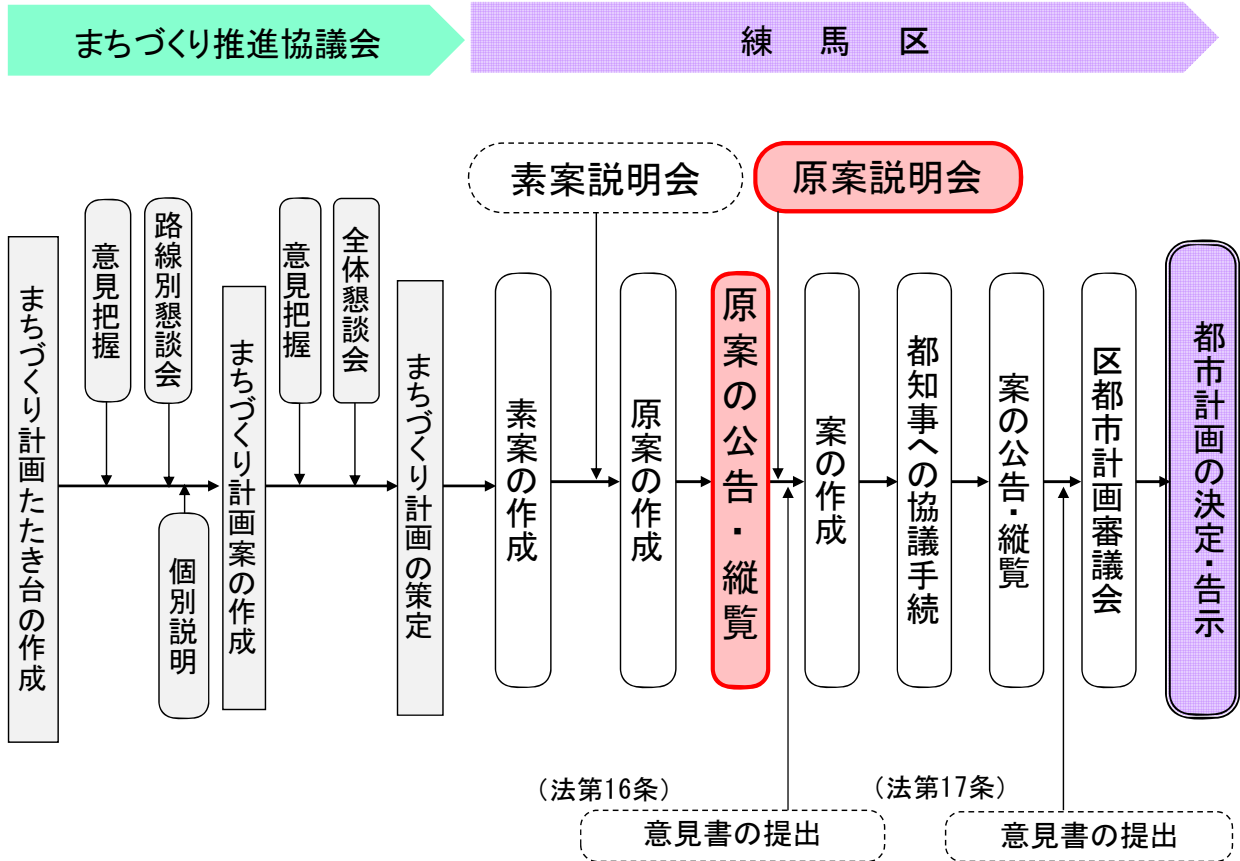 まちづくり推進協議会
練 馬 区
素案説明会
原案説明会
まちづくり計画たたき台の作成
意見把握
路線別懇談会
個別説明
まちづくり計画案の作成
意見把握
全体懇談会
まちづくり計画の策定
素案の作成
原案の作成
原案の公告・縦覧
案の作成
都知事への協議手続
案の公告・縦覧
区都市計画審議会
都市計画の決定・告示
（法第16条）
意見書の提出
（法第17条）
意見書の提出